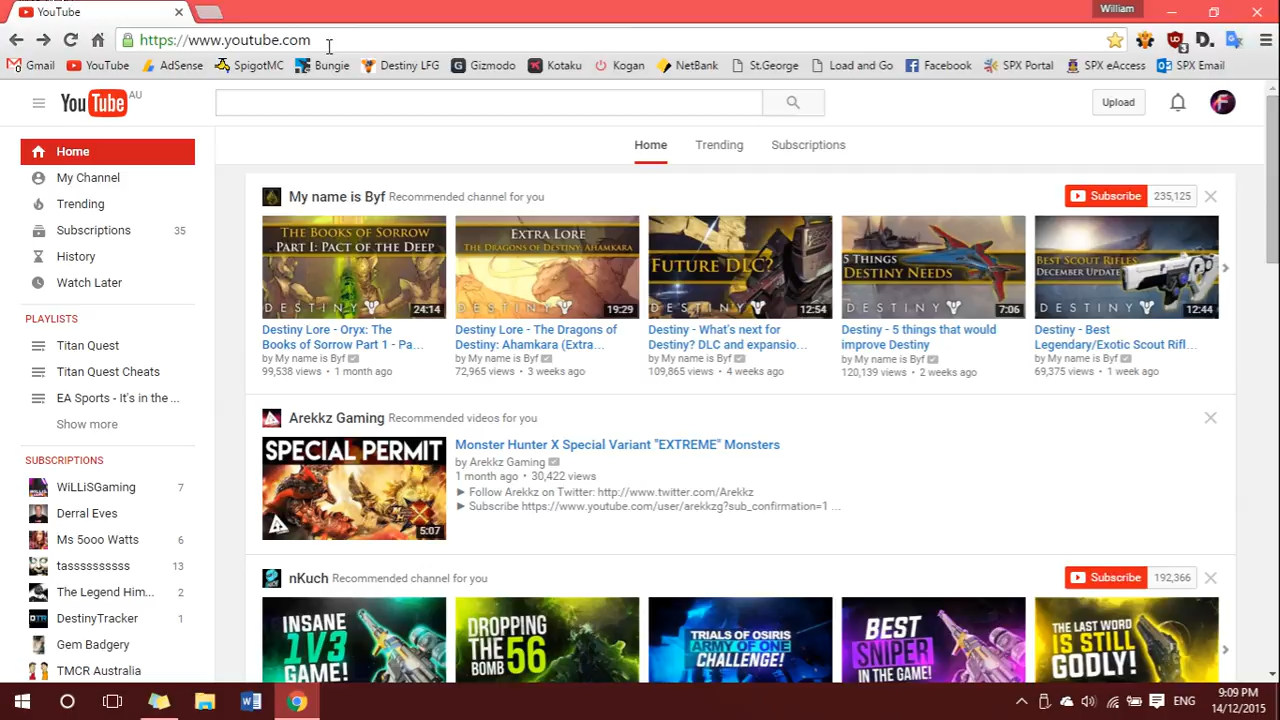 YouTube
William
https://www.youtube.com
Gmail YouTube AdSense SpigotMC Bungie Destiny LFG Gizmodo Kotaku Kogan NetBank St.George Load and Go Facebook SPX Portal SPX eAccess SPX Email
3
YouTube AU
Upload
Home Trending Subscriptions
Home
My Channel
Trending
Subscriptions 35
History
Watch Later
PLAYLISTS
Titan Quest
Titan Quest Cheats
EA Sports - It's in the ...
Show more
SUBSCRIPTIONS
WiLLiSGaming 7
Derral Eves
Ms 5ooo Watts 6
tassssssssss 13
The Legend Him... 2
DestinyTracker 1
Gem Badgery
TMCR Australia
My name is Byf Recommended channel for you
Subscribe 235,125
THE BOOKS OF SORROW
PART I: PACT OF THE DEEP
DESTINY
24:14
Destiny Lore - Oryx: The
Books of Sorrow Part 1 - Pa...
by My name is Byf
99,538 views • 1 month ago
EXTRA LORE
THE DRAGONS OF DESTINY: AHAMKARA
DESTINY
19:29
Destiny Lore - The Dragons of
Destiny: Ahamkara (Extra...
by My name is Byf
72,965 views • 3 weeks ago
FUTURE DLC?
DESTINY
12:54
Destiny - What's next for
Destiny? DLC and expansio...
by My name is Byf
109,865 views • 4 weeks ago
5 THINGS
DESTINY NEEDS
DESTINY
7:06
Destiny - 5 things that would
improve Destiny
by My name is Byf
120,139 views • 2 weeks ago
BEST SCOUT RIFLES
DECEMBER UPDATE
DESTINY
12:44
Destiny - Best
Legendary/Exotic Scout Rifl...
by My name is Byf
69,375 views • 1 week ago
Arekkz Gaming Recommended videos for you
SPECIAL PERMIT
5:07
Monster Hunter X Special Variant "EXTREME" Monsters
by Arekkz Gaming
1 month ago • 30,422 views
► Follow Arekkz on Twitter: http://www.twitter.com/Arekkz
► Subscribe https://www.youtube.com/user/arekkzg?sub_confirmation=1 ...
nKuch Recommended channel for you
Subscribe 192,366
INSANE
1V3
GAME!
DROPPING
THE
BOMB 56
TRIALS OF OSIRIS
ARMY OF ONE
CHALLENGE!
BEST
SNIPER
IN THE GAME!
THE LAST WORD
IS STILL
GODLY!
ENG
9:09 PM
14/12/2015